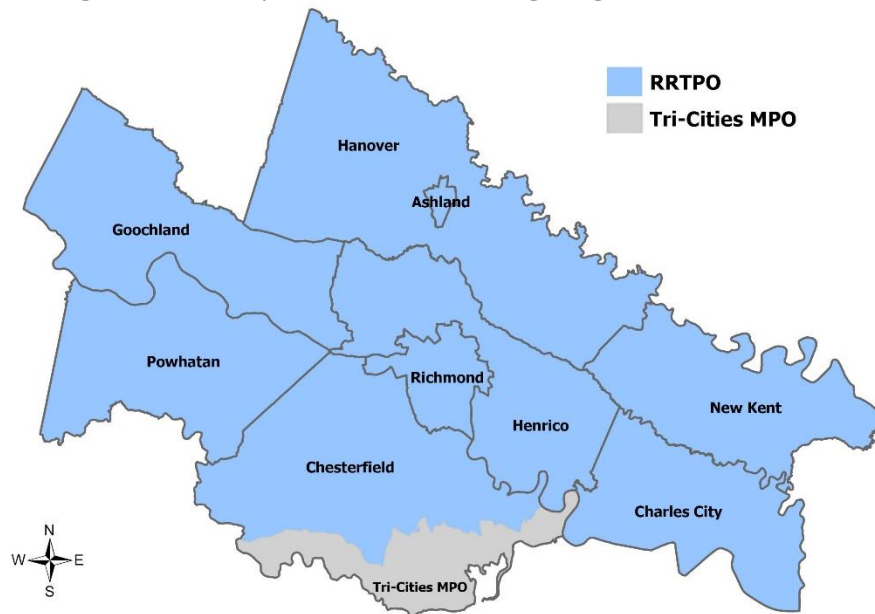 RRTPO
Tri-Cities MPO
Hanover
Ashland
Goochland
Powhatan
Richmond
New Kent
Henrico
Chesterfield
Charles City
Tri-Cities MPO
N
W E
S